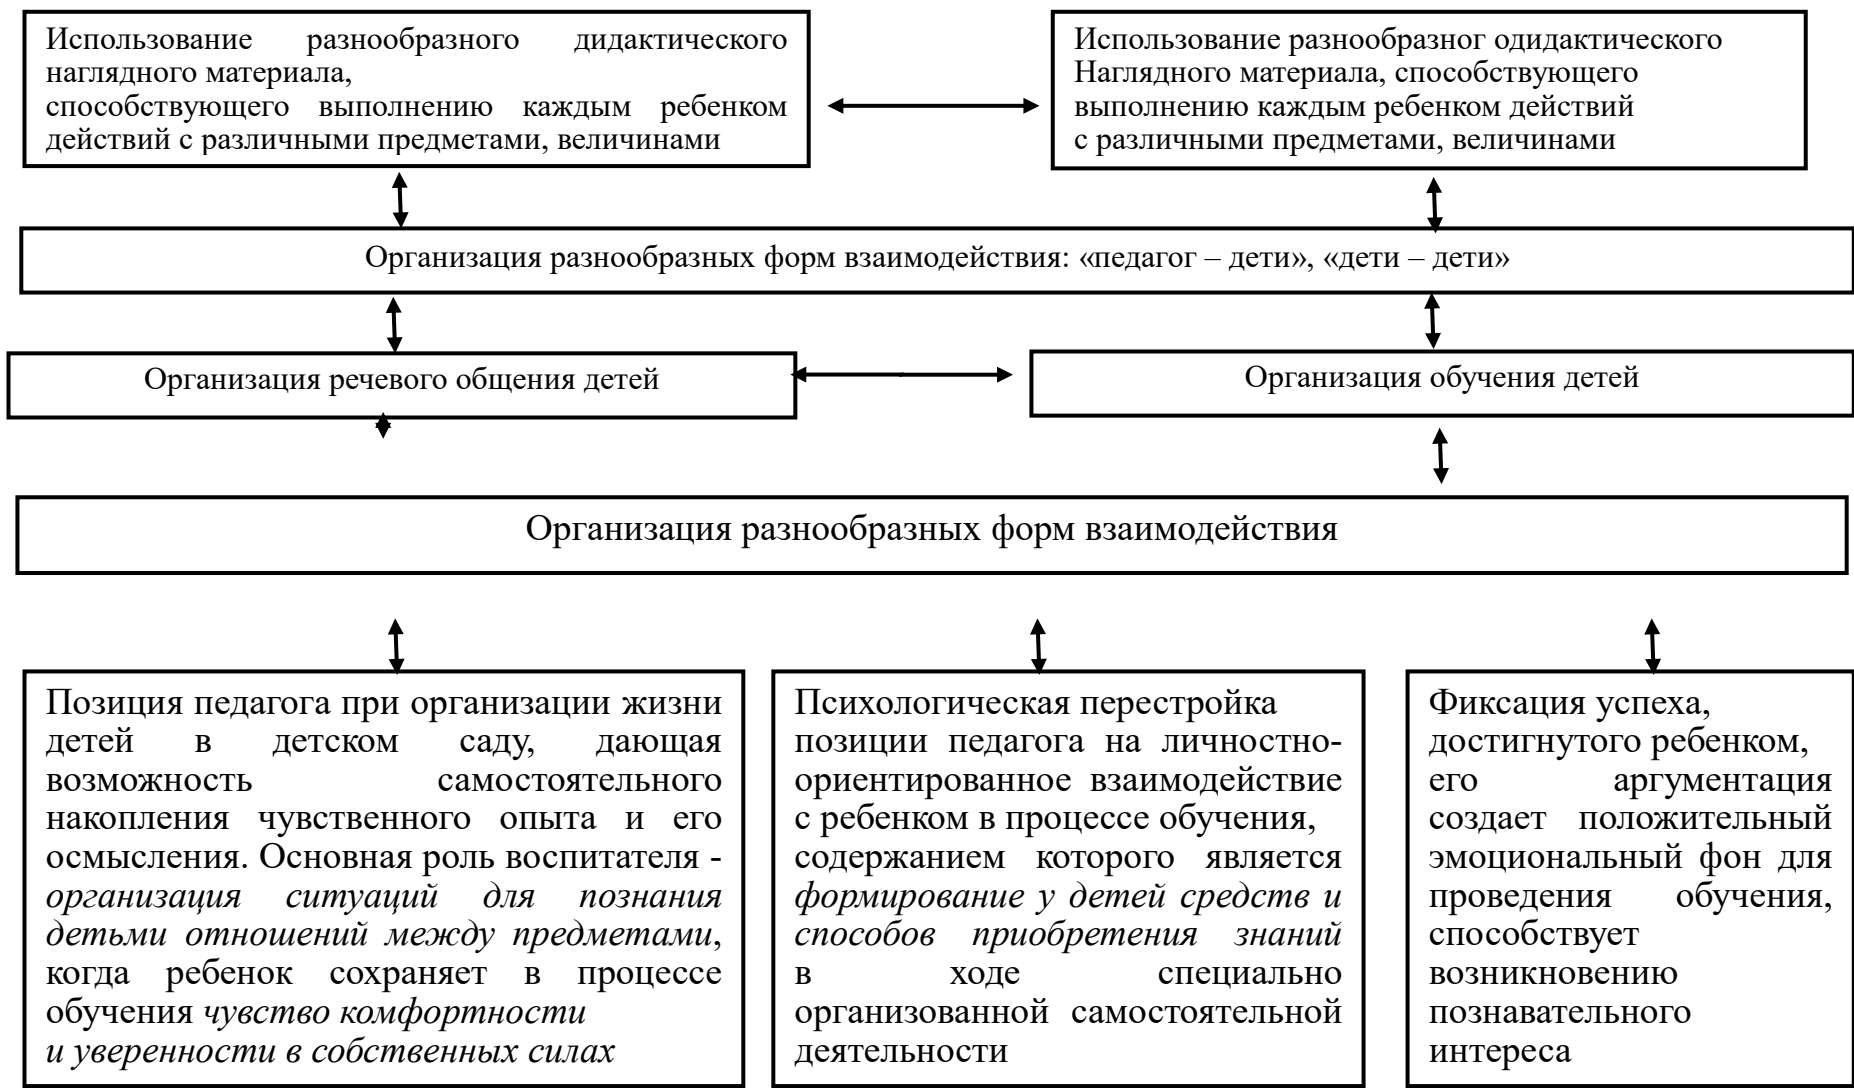 Использование разнообразного дидактического
наглядного материала,
способствующего выполнению каждым ребенком
действий с различными предметами, величинами
Использование разнообразног одидактического
Наглядного материала, способствующего
выполнению каждым ребенком действий
с различными предметами, величинами
Организация разнообразных форм взаимодействия: «педагог – дети», «дети – дети»
Организация речевого общения детей
Организация обучения детей
Организация разнообразных форм взаимодействия
Позиция педагога при организации жизни
детей в детском саду, дающая
возможность самостоятельного
накопления чувственного опыта и его
осмысления. Основная роль воспитателя -
организация ситуаций для познания
детьми отношений между предметами,
когда ребенок сохраняет в процессе
обучения чувство комфортности
и уверенности в собственных силах
Психологическая перестройка
позиции педагога на личностно-
ориентированное взаимодействие
с ребенком в процессе обучения,
содержанием которого является
формирование у детей средств и
способов приобретения знаний
в ходе специально
организованной самостоятельной
деятельности
Фиксация успеха,
достигнутого ребенком,
его аргументация
создает положительный
эмоциональный фон для
проведения обучения,
способствует
возникновению
познавательного
интереса